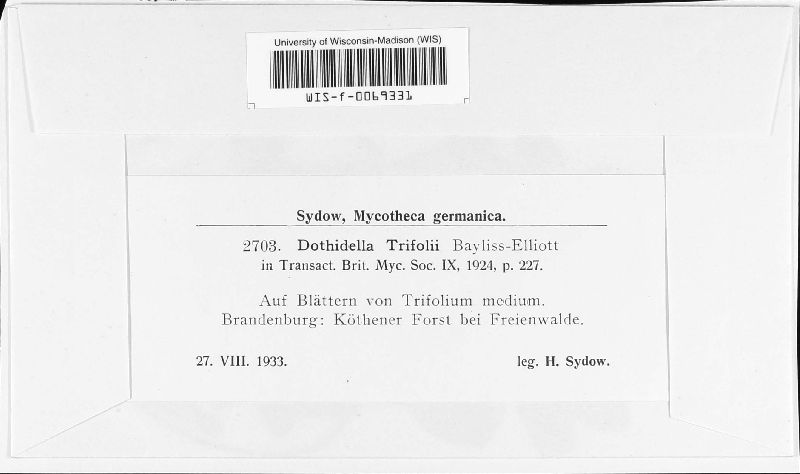 University of Wisconsin-Madison (WIS)
WIS-f-0069331
Sydow, Mycotheca germanica.
2703. Dothidella Trifolii Bayliss-Elliott
in Transact. Brit. Myc. Soc. IX, 1924, p. 227.
Auf Blättern von Trifolium medium.
Brandenburg: Köthener Forst bei Freienwalde.
27. VIII. 1933. leg. H. Sydow.